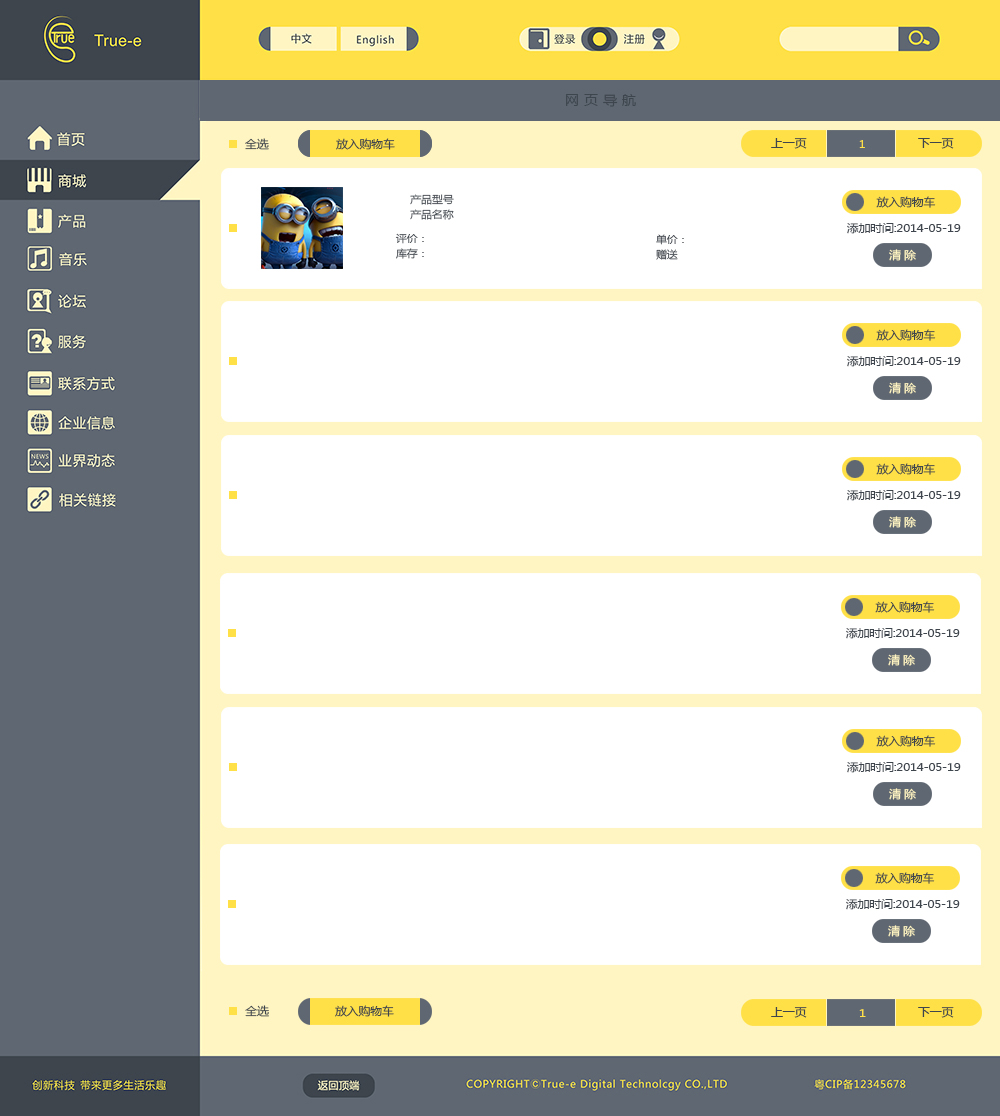 True
True-e
中文
English
登录
注册
网页导航
首页
商城
产品
音乐
论坛
服务
联系方式
企业信息
NEWS
业界动态
相关链接
全选
放入购物车
上一页
1
下一页
产品型号
产品名称
评价：
库存：
单价：
赠送
放入购物车
添加时间:2014-05-19
清 除
放入购物车
添加时间:2014-05-19
清 除
放入购物车
添加时间:2014-05-19
清 除
放入购物车
添加时间:2014-05-19
清 除
放入购物车
添加时间:2014-05-19
清 除
放入购物车
添加时间:2014-05-19
清 除
全选
放入购物车
上一页
1
下一页
创新科技 带来更多生活乐趣
返回顶端
COPYRIGHT©True-e Digital Technolcgy CO.,LTD
粤CIP备12345678